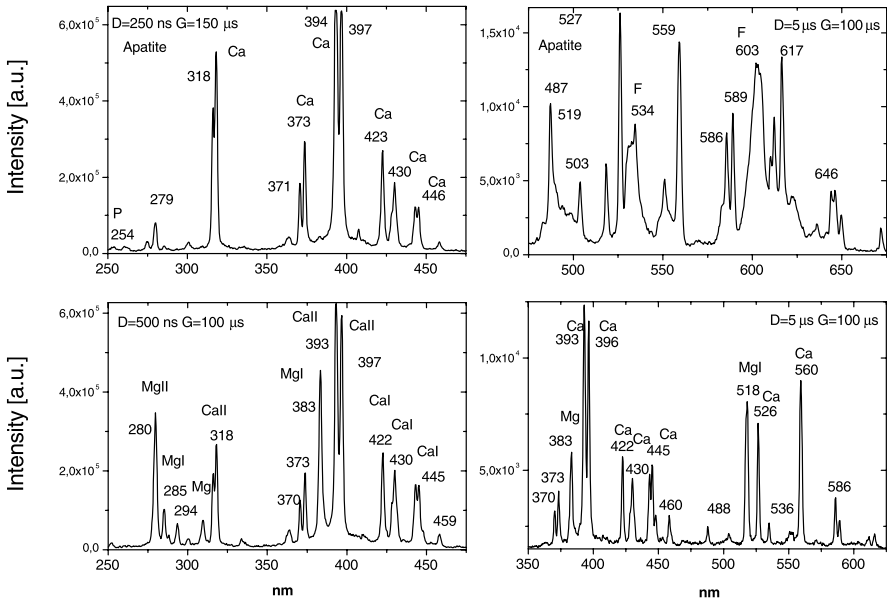 D=250 ns G=150 µs
Apatite
6,0x10⁵
4,0x10⁵
2,0x10⁵
0,0
Intensity [a.u.]
P
254
279
318
Ca
371
Ca
373
394
Ca
397
Ca
423
430
Ca
Ca
446
250 300 350 400 450
D=5 µs G=100 µs
Apatite
1,5x10⁴
1,0x10⁴
5,0x10³
0,0
487
519
503
527
F
534
559
586
589
F
603
617
646
500 550 600 650
D=500 ns G=100 µs
6,0x10⁵
4,0x10⁵
2,0x10⁵
0,0
Intensity [a.u.]
MgII
280
MgI
285
294
Mg
CaII
318
370
373
MgI
383
CaII
393
CaII
397
CaI
422
CaI
430
CaI
445
459
250 300 350 400 450
nm
D=5 µs G=100 µs
1,0x10⁴
5,0x10³
370
373
Mg
383
Ca
393
Ca
396
Ca
422
Ca
430
Ca
445
460
488
MgI
518
Ca
526
536
Ca
560
586
350 375 400 425 450 500 550 600
nm